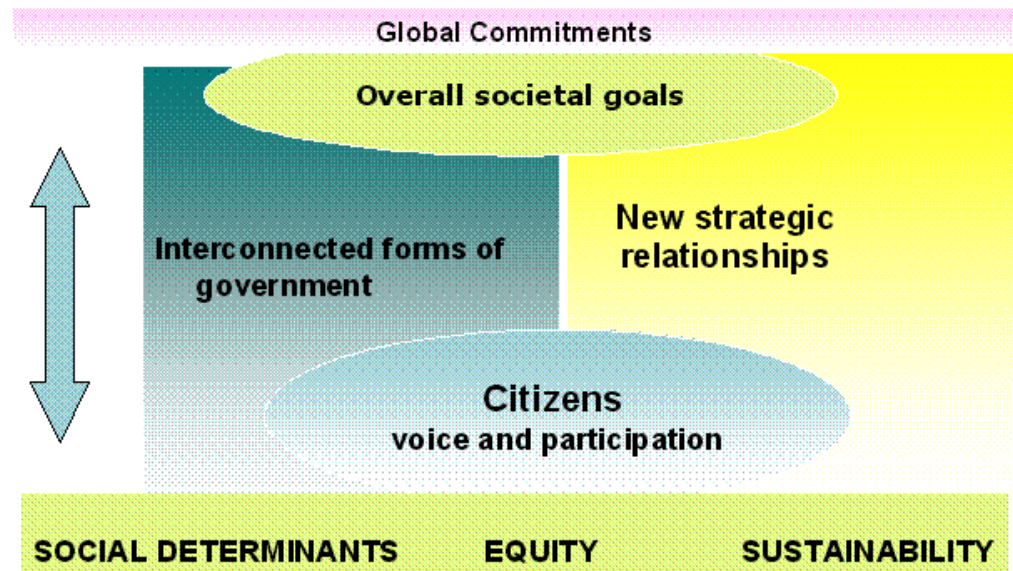 Global Commitments
Overall societal goals
Interconnected forms of
government
New strategic
relationships
Citizens
voice and participation
SOCIAL DETERMINANTS EQUITY SUSTAINABILITY